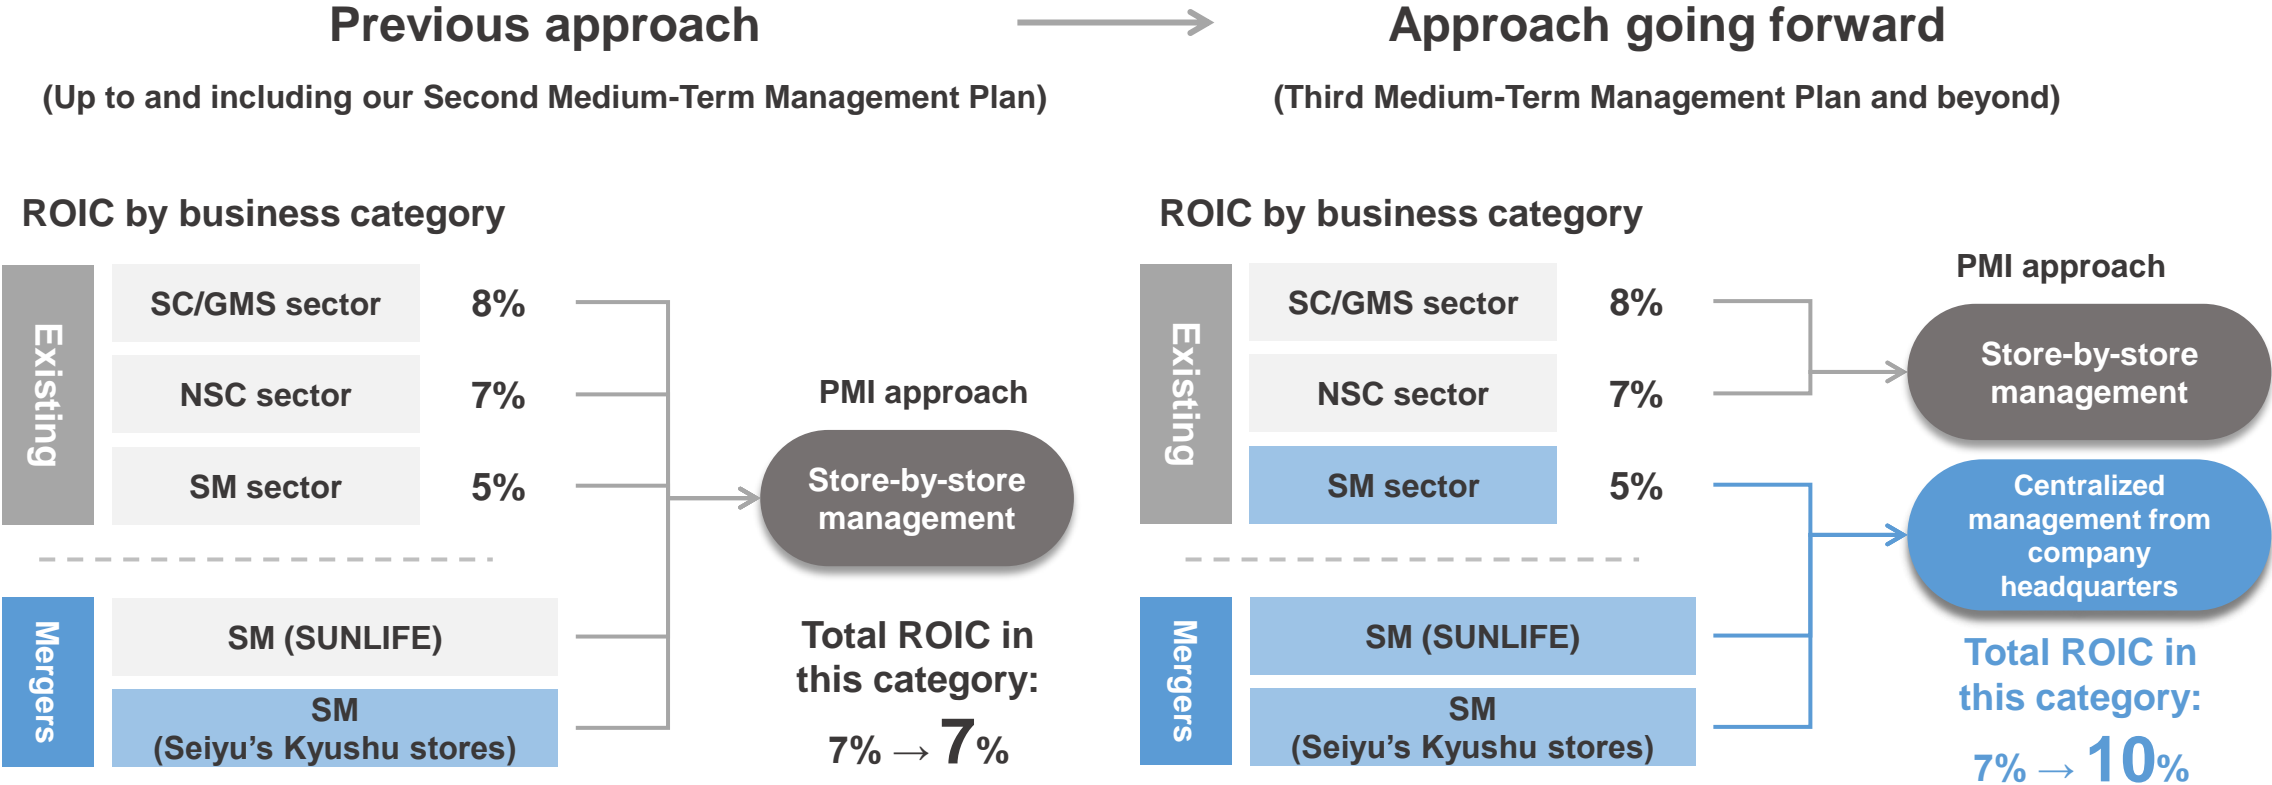 Previous approach
(Up to and including our Second Medium-Term Management Plan)
ROIC by business category
Existing
SC/GMS sector
8%
NSC sector
7%
SM sector
5%
Mergers
SM (SUNLIFE)
SM
(Seiyu’s Kyushu stores)
PMI approach
Store-by-store
management
Total ROIC in
this category:
7% → 7%
Approach going forward
(Third Medium-Term Management Plan and beyond)
ROIC by business category
Existing
SC/GMS sector
8%
NSC sector
7%
SM sector
5%
Mergers
SM (SUNLIFE)
SM
(Seiyu’s Kyushu stores)
PMI approach
Store-by-store
management
Centralized
management from
company
headquarters
Total ROIC in
this category:
7% → 10%